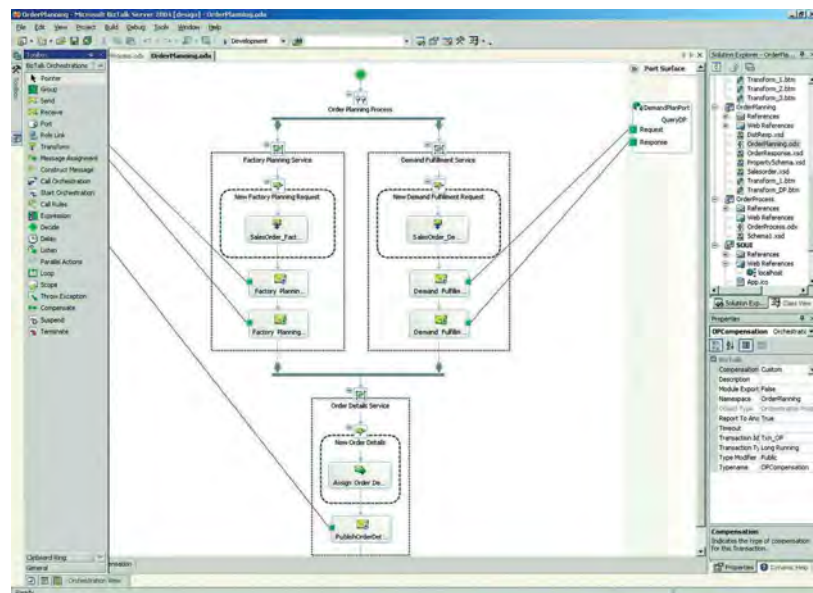 OrderPlanning - Microsoft BizTalk Server 2004 [design] - OrderPlanning.odx
File Edit View Project Build Debug Tools Window Help
Development
Toolbox
BizTalk Orchestrations
Pointer
Group
Send
Receive
Port
Role Link
Transform
Message Assignment
Construct Message
Call Orchestration
Start Orchestration
Call Rules
Expression
Decide
Delay
Listen
Parallel Actions
Loop
Scope
Throw Exception
Compensate
Suspend
Terminate
Clipboard Ring
General
Orchestration View
Ready
Process.odx OrderPlanning.odx
Order Planning Process
Factory Planning Service
New Factory Planning Request
SalesOrder_Fact...
Factory Plannin...
Factory Planning...
Demand Fulfillment Service
New Demand Fulfillment Request
SalesOrder_De...
Demand Fulfillm...
Demand Fulfillm...
Order Details Service
New Order Details
Assign Order De...
PublishOrderDet...
Port Surface
DemandPlanPort
QueryDP
Request
Response
Solution Explorer - OrderPla...
Transform_1.btm
Transform_2.btm
Transform_3.btm
OrderPlanning
References
Web References
DistResp.xsd
OrderPlanning.odx
OrderResponse.xsd
PropertySchema.xsd
Salesorder.xsd
Transform_1.btm
Transform_DP.btm
OrderProcess
References
Web References
OrderProcess.odx
Schema1.xsd
References
Web References
localhost
App.ico
Solution Exp... Class View
Properties
OPCompensation Orchestrati
BizTalk
Compensation Custom
Description
Module Export False
Namespace OrderPlanning
Object Type
Report To Ana True
Timeout
Transaction Id Txn_OP
Transaction Ty Long Running
Type Modifier Public
Typename OPCompensation
Compensation
Indicates the type of compensation
for this Transaction.
Properties Dynamic Help